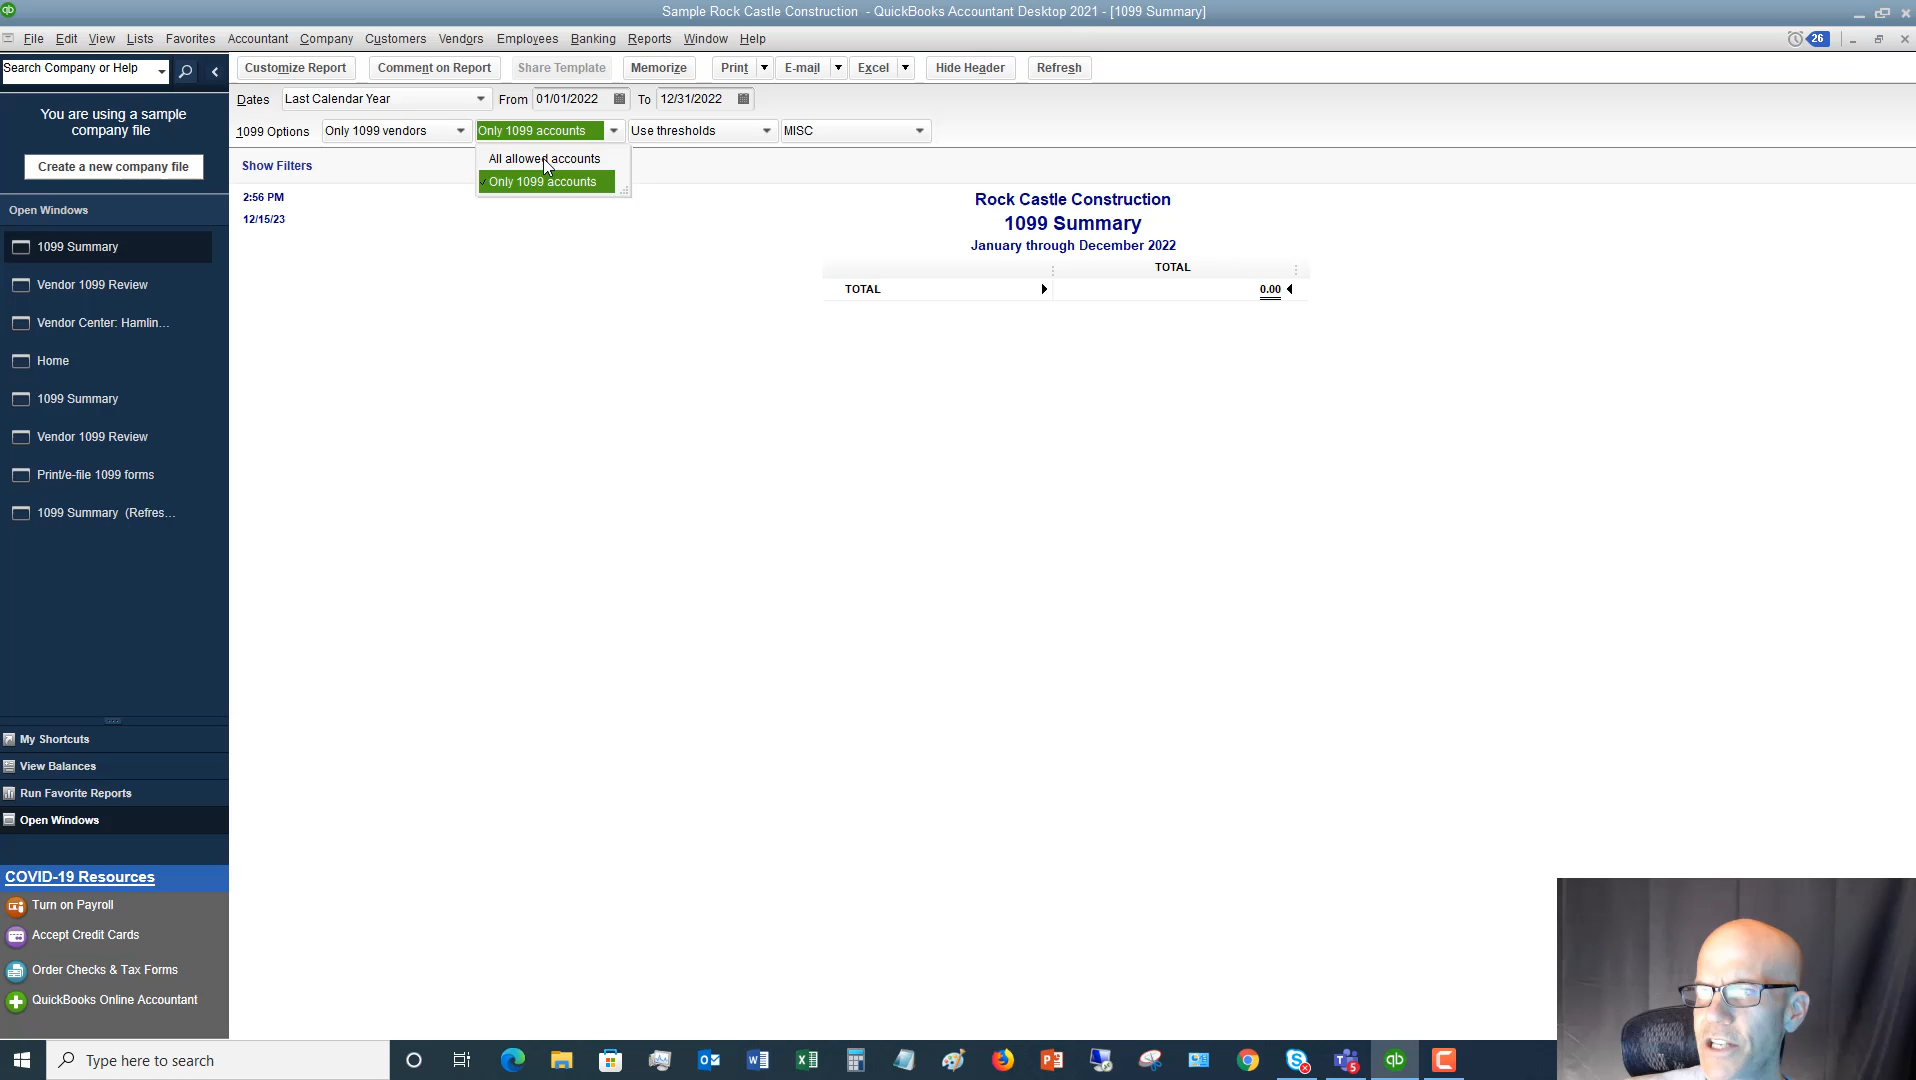 Sample Rock Castle Construction - QuickBooks Accountant Desktop 2021 - [1099 Summary]
File Edit View Lists Favorites Accountant Company Customers Vendors Employees Banking Reports Window Help
26
Search Company or Help
Customize Report Comment on Report Share Template Memorize Print E-mail Excel Hide Header Refresh
Dates Last Calendar Year From 01/01/2022 To 12/31/2022
1099 Options Only 1099 vendors Only 1099 accounts Use thresholds MISC
All allowed accounts
Only 1099 accounts
Show Filters
You are using a sample
company file
Create a new company file
Open Windows
1099 Summary
Vendor 1099 Review
Vendor Center: Hamlin...
Home
1099 Summary
Vendor 1099 Review
Print/e-file 1099 forms
1099 Summary (Refres...
My Shortcuts
View Balances
Run Favorite Reports
Open Windows
COVID-19 Resources
Turn on Payroll
Accept Credit Cards
Order Checks & Tax Forms
QuickBooks Online Accountant
2:56 PM
12/15/23
Rock Castle Construction
1099 Summary
January through December 2022
TOTAL
TOTAL 0.00
Type here to search